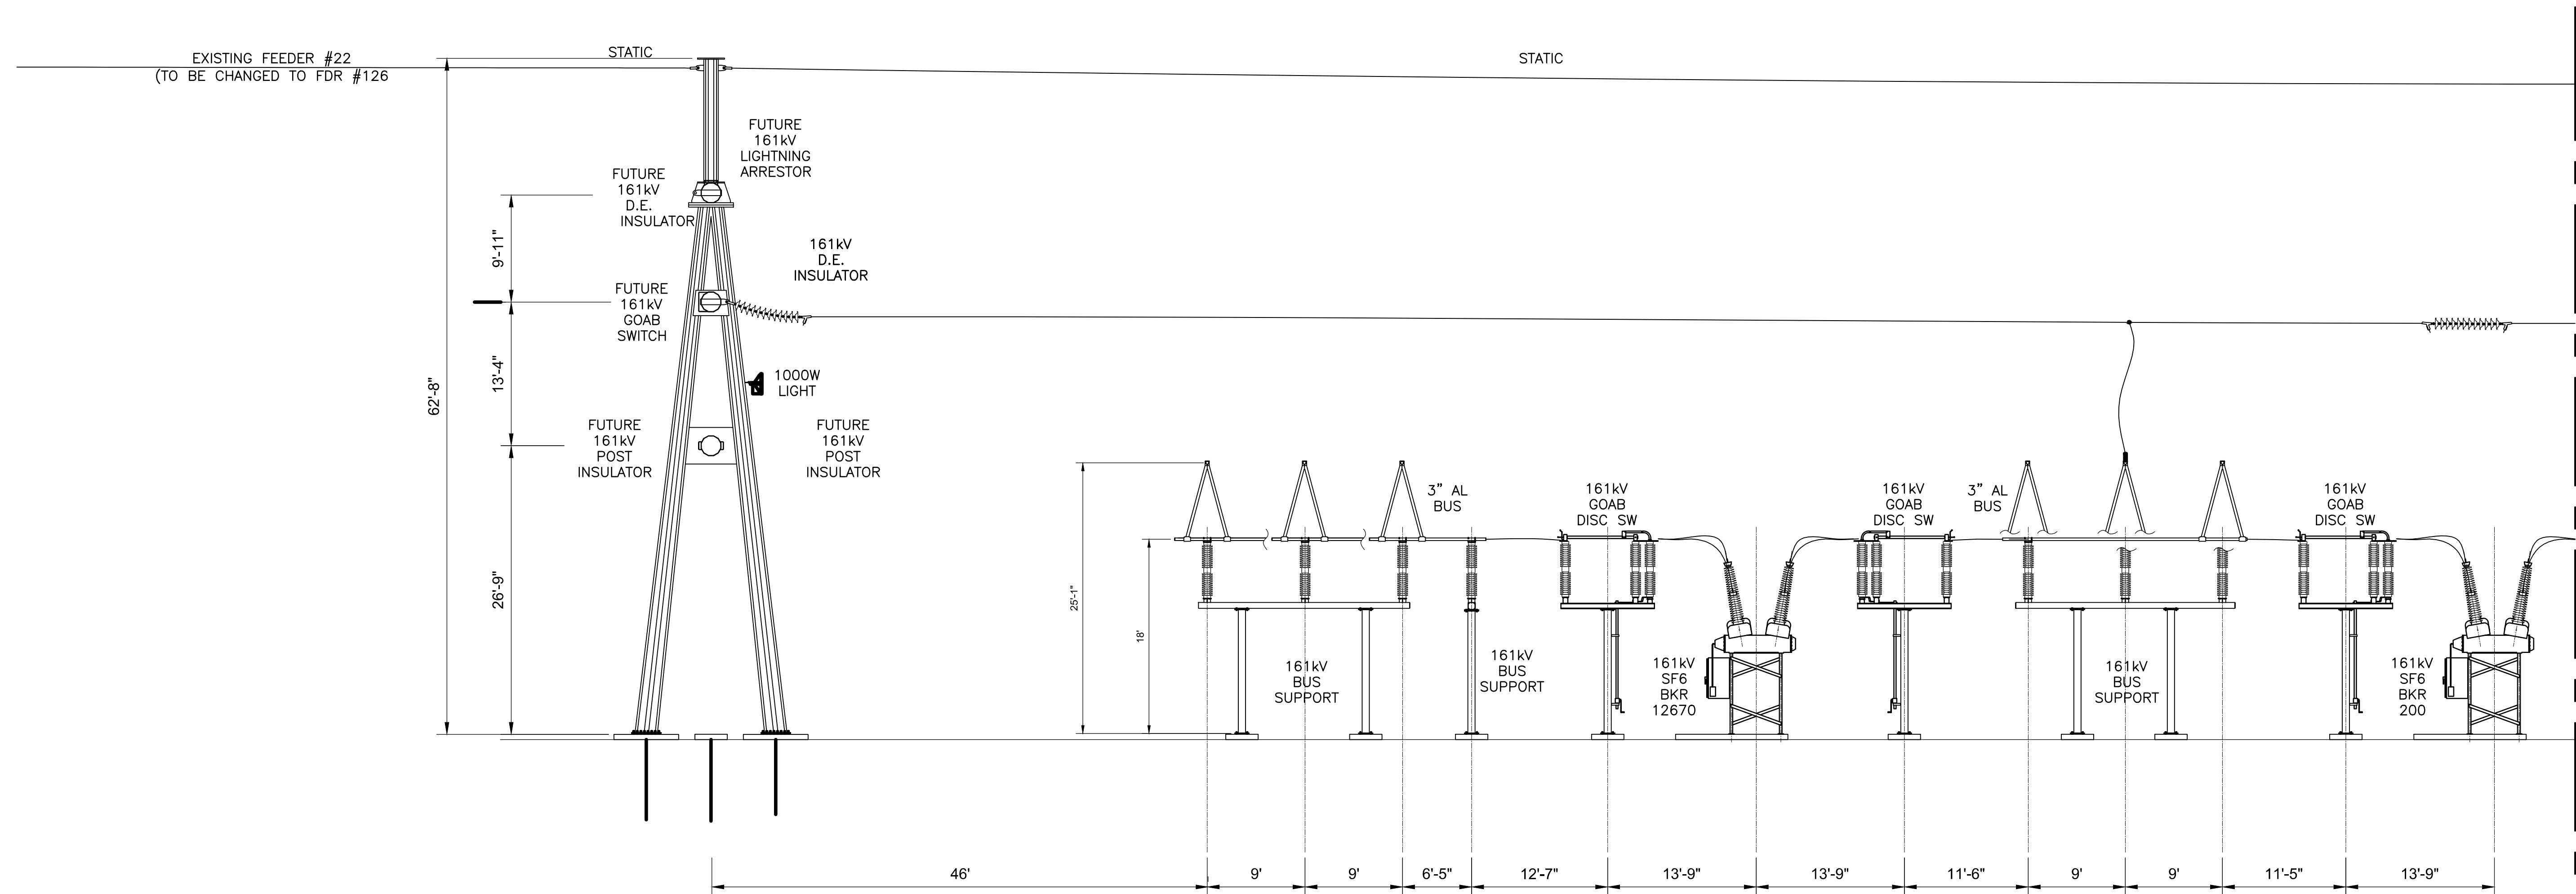 EXISTING FEEDER #22
(TO BE CHANGED TO FDR #126
STATIC
STATIC
FUTURE
161kV
LIGHTNING
ARRESTOR
FUTURE
161kV
D.E.
INSULATOR
9'-11"
161kV
D.E.
INSULATOR
FUTURE
161kV
GOAB
SWITCH
13'-4"
62'-8"
1000W
LIGHT
FUTURE
161kV
POST
INSULATOR
FUTURE
161kV
POST
INSULATOR
26'-9"
25'-1"
18'
3" AL
BUS
161kV
GOAB
DISC SW
161kV
GOAB
DISC SW
3" AL
BUS
161kV
GOAB
DISC SW
161kV
BUS
SUPPORT
161kV
BUS
SUPPORT
161kV
SF6
BKR
12670
161kV
BUS
SUPPORT
161kV
SF6
BKR
200
46'
9'
9'
6'-5"
12'-7"
13'-9"
13'-9"
11'-6"
9'
9'
11'-5"
13'-9"